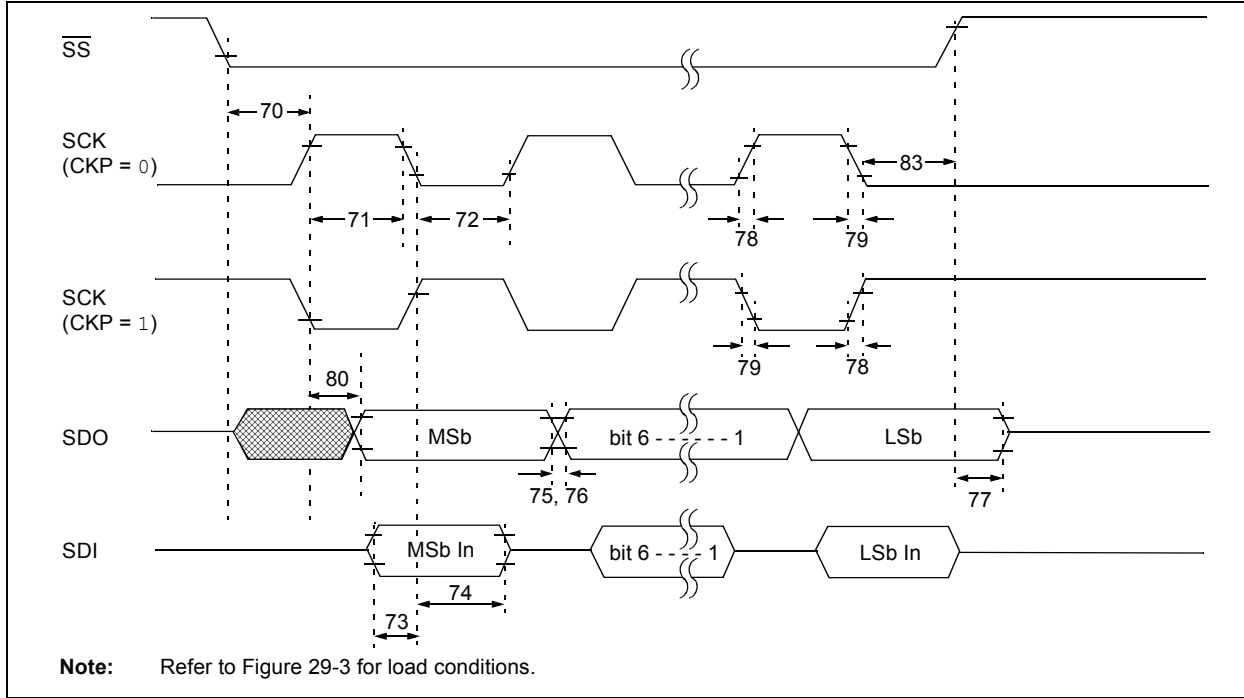 SS
70
SCK
(CKP = 0)
83
71
72
78
79
SCK
(CKP = 1)
79
78
80
SDO
MSb
bit 6 - - - - - - 1
LSb
75, 76
77
SDI
MSb In
bit 6 - - - - 1
LSb In
74
73
Note: Refer to Figure 29-3 for load conditions.